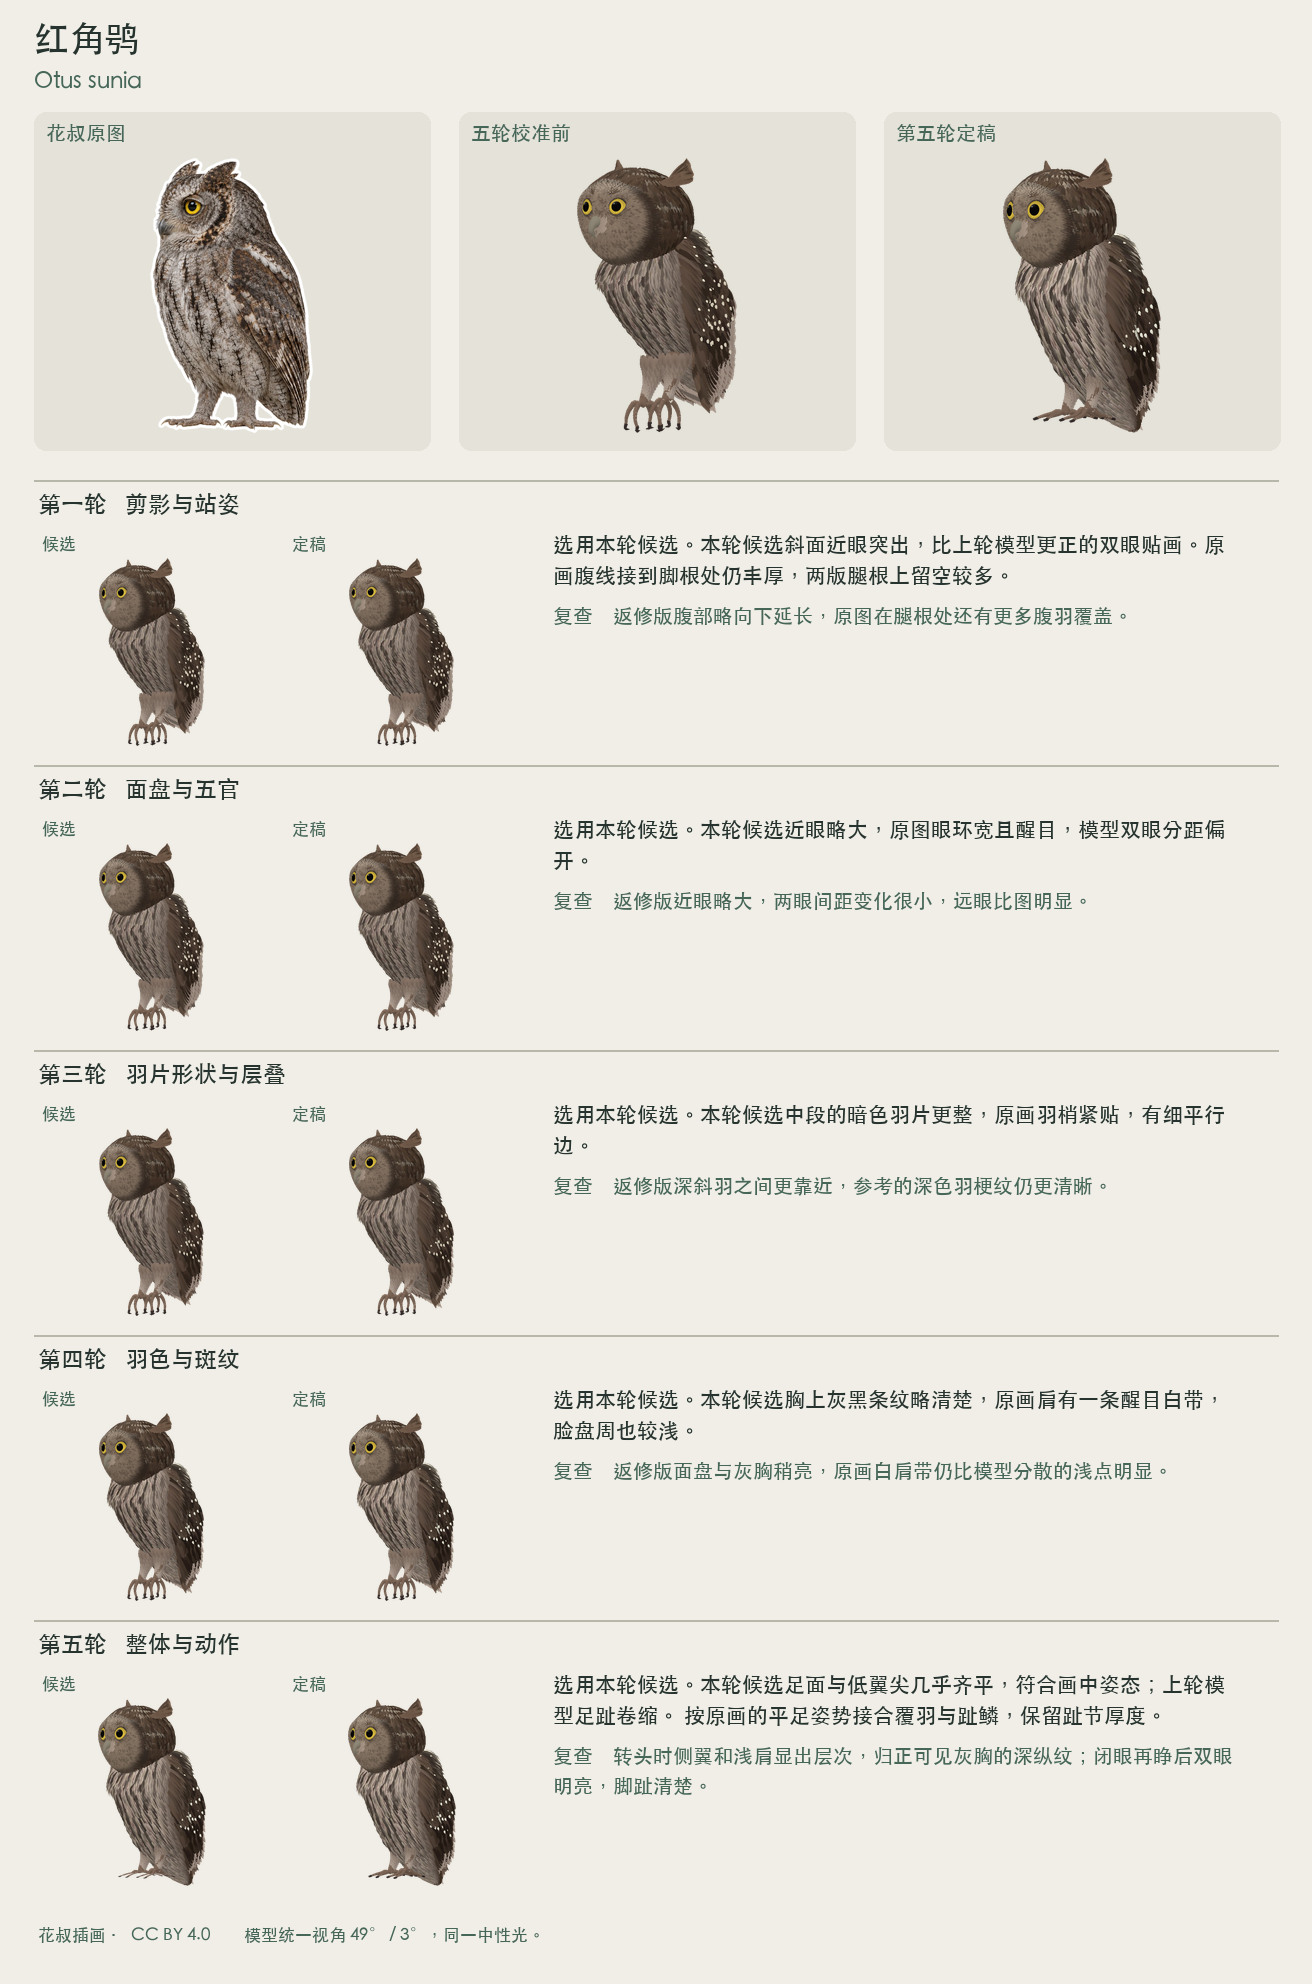 红角鸮
Otus sunia
花叔原图
五轮校准前
第五轮定稿
第一轮 剪影与站姿
候选
定稿
选用本轮候选。本轮候选斜面近眼突出，比上轮模型更正的双眼贴画。原
画腹线接到脚根处仍丰厚，两版腿根上留空较多。
复查 返修版腹部略向下延长，原图在腿根处还有更多腹羽覆盖。
第二轮 面盘与五官
候选
定稿
选用本轮候选。本轮候选近眼略大，原图眼环宽且醒目，模型双眼分距偏
开。
复查 返修版近眼略大，两眼间距变化很小，远眼比图明显。
第三轮 羽片形状与层叠
候选
定稿
选用本轮候选。本轮候选中段的暗色羽片更整，原画羽梢紧贴，有细平行
边。
复查 返修版深斜羽之间更靠近，参考的深色羽梗纹仍更清晰。
第四轮 羽色与斑纹
候选
定稿
选用本轮候选。本轮候选胸上灰黑条纹略清楚，原画肩有一条醒目白带，
脸盘周也较浅。
复查 返修版面盘与灰胸稍亮，原画白肩带仍比模型分散的浅点明显。
第五轮 整体与动作
候选
定稿
选用本轮候选。本轮候选足面与低翼尖几乎齐平，符合画中姿态；上轮模
型足趾卷缩。 按原画的平足姿势接合覆羽与趾鳞，保留趾节厚度。
复查 转头时侧翼和浅肩显出层次，归正可见灰胸的深纵纹；闭眼再睁后双眼
明亮，脚趾清楚。
花叔插画 · CC BY 4.0 模型统一视角 49° / 3° ，同一中性光。